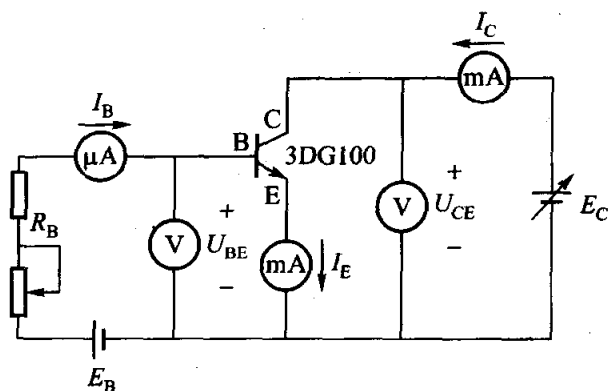 I_C
mA
I_B
μA
C
B
3DG100
E
R_B
V
+
U_BE
−
mA
I_E
V
+
U_CE
−
E_C
E_B